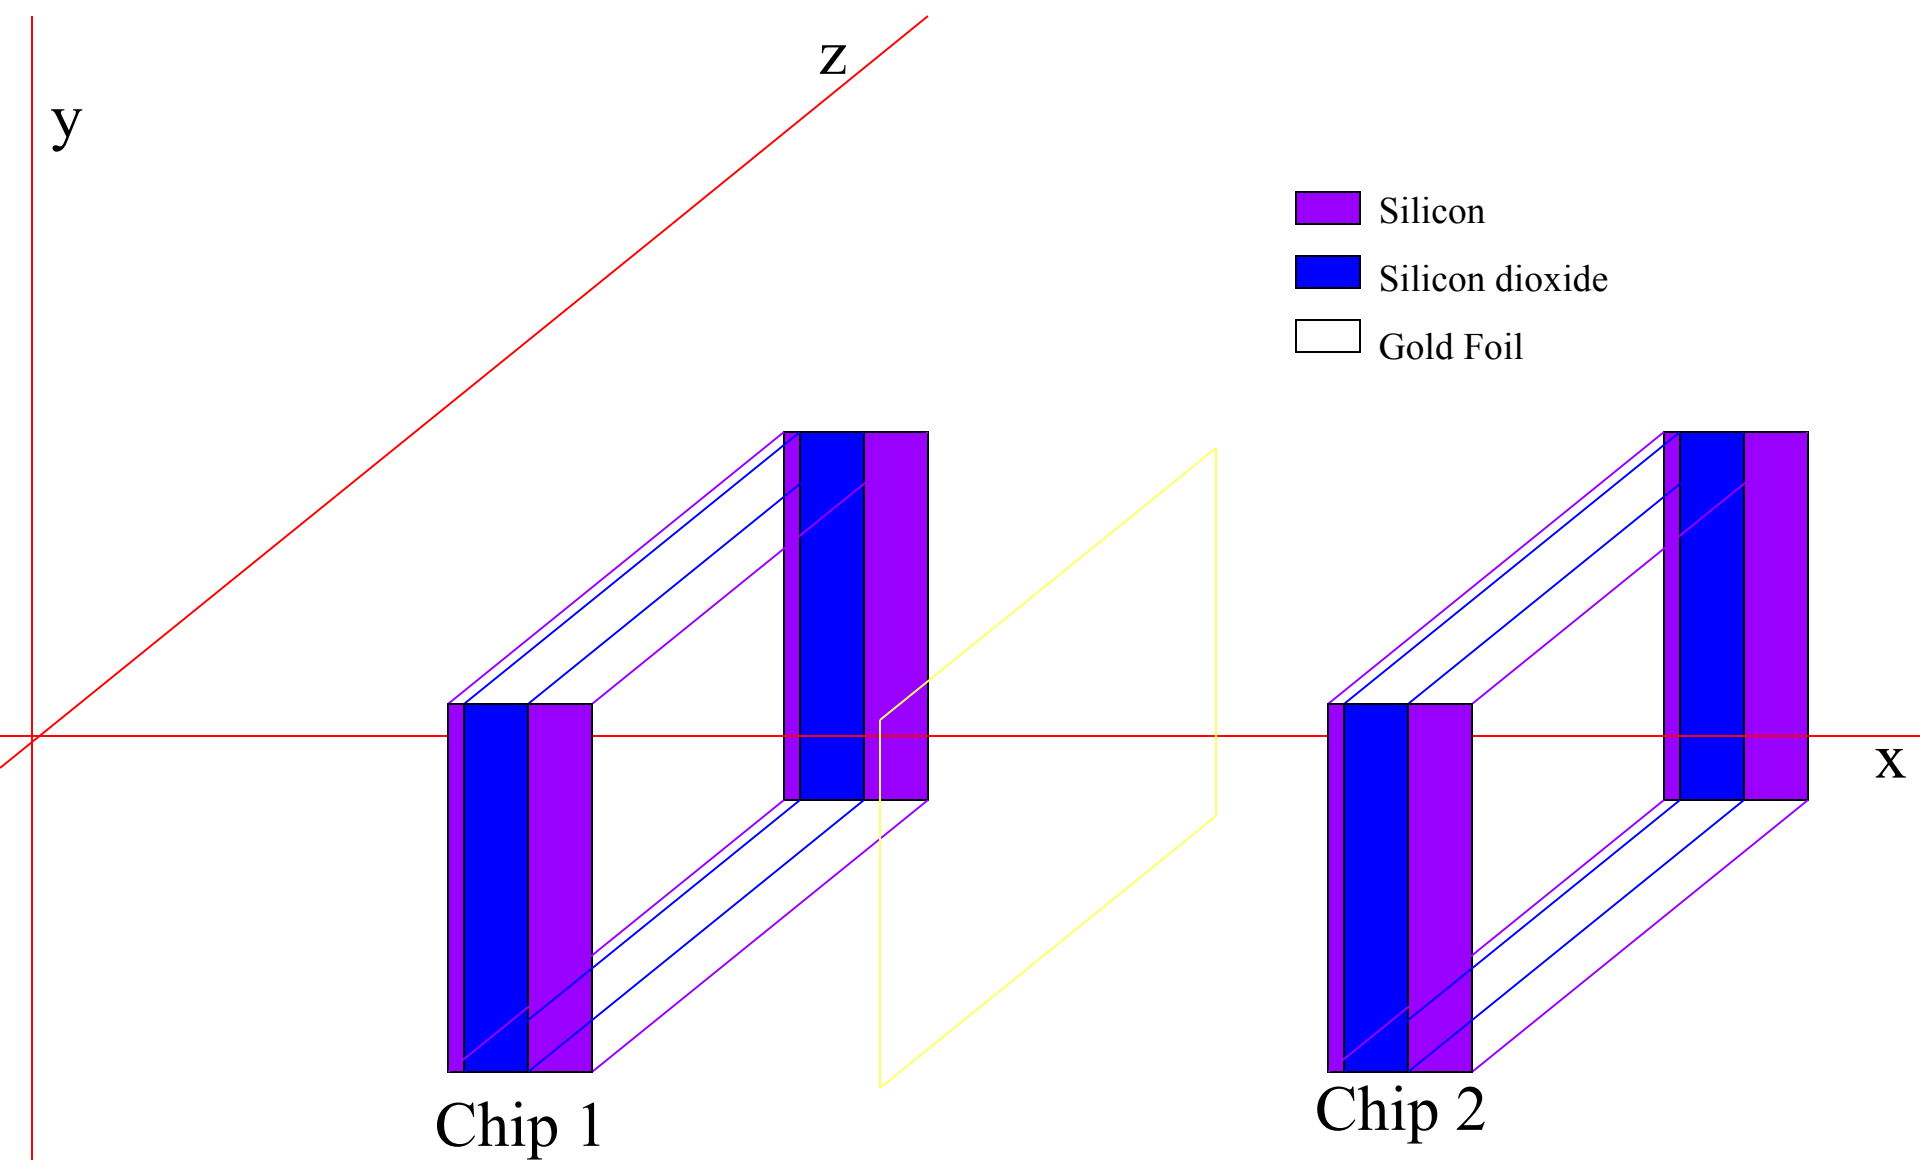 z
y
Silicon
Silicon dioxide
Gold Foil
x
Chip 1
Chip 2